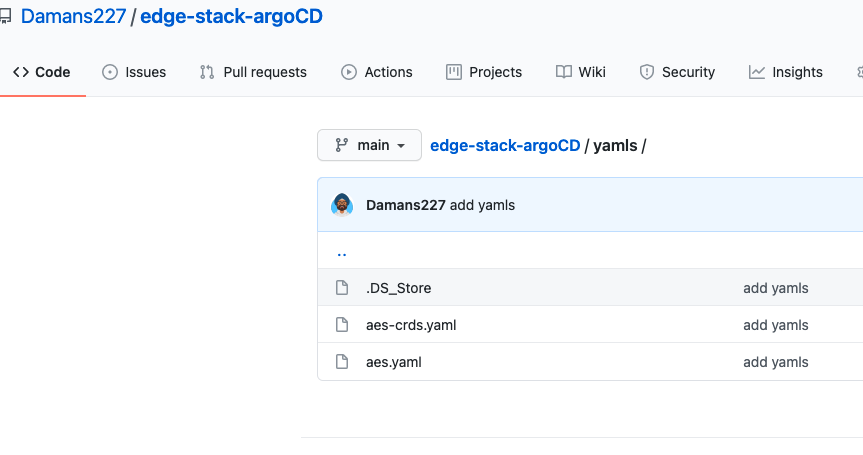 Damans227 / edge-stack-argoCD
Code Issues Pull requests Actions Projects Wiki Security Insights
main edge-stack-argoCD / yamls /
Damans227 add yamls
..
.DS_Store add yamls
aes-crds.yaml add yamls
aes.yaml add yamls